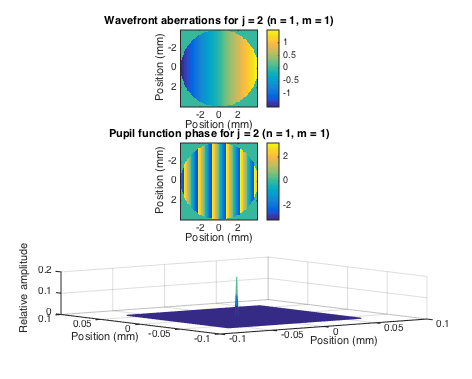 Wavefront aberrations for j = 2 (n = 1, m = 1)
Position (mm)
-2
0
2
-2 0 2
Position (mm)
1
0.5
0
-0.5
-1
Pupil function phase for j = 2 (n = 1, m = 1)
Position (mm)
-2
0
2
-2 0 2
Position (mm)
2
0
-2
Relative amplitude
0.2
0.1
0
0.1
0.05
0
-0.05
-0.1
Position (mm)
-0.1
-0.05
0
0.05
0.1
Position (mm)